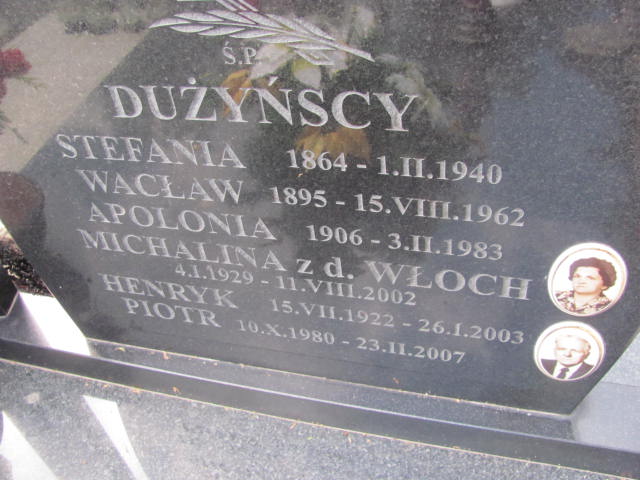 Ś.P.
DUŻYŃSCY
STEFANIA 1864 - 1.II.1940
WACŁAW 1895 - 15.VIII.1962
APOLONIA 1906 - 3.II.1983
MICHALINA z d. WŁOCH
4.I.1929 - 11.VIII.2002
HENRYK 15.VII.1922 - 26.I.2003
PIOTR 10.X.1980 - 23.II.2007